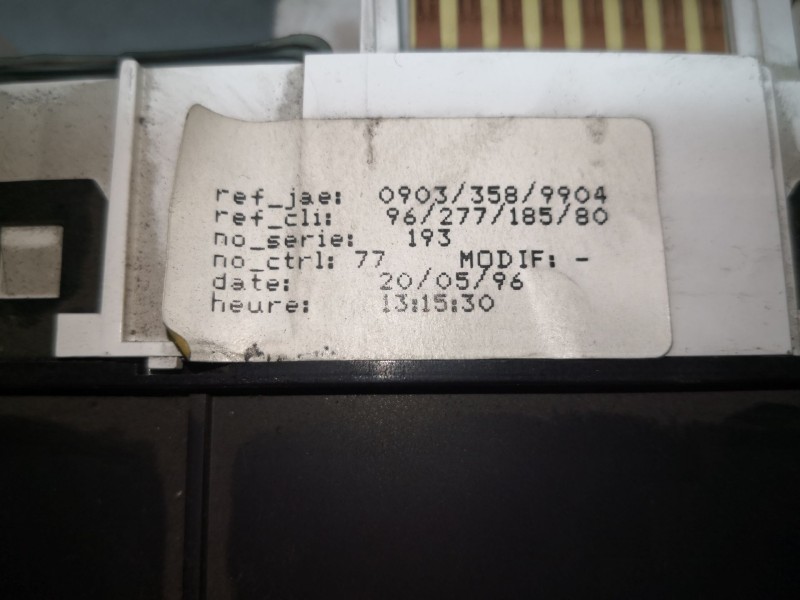 ref_jae: 0903/358/9904
ref_cli: 96/277/185/80
no_serie: 193
no_ctrl: 77 MODIF: -
date: 20/05/96
heure: 13:15:30